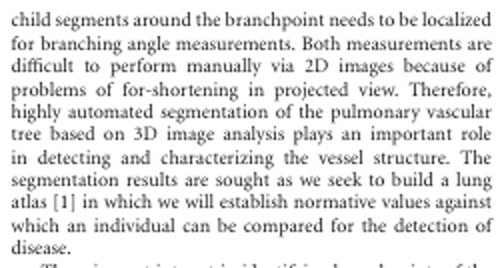 child segments around the branchpoint needs to be localized
for branching angle measurements. Both measurements are
difficult to perform manually via 2D images because of
problems of for-shortening in projected view. Therefore,
highly automated segmentation of the pulmonary vascular
tree based on 3D image analysis plays an important role
in detecting and characterizing the vessel structure. The
segmentation results are sought as we seek to build a lung
atlas [1] in which we will establish normative values against
which an individual can be compared for the detection of
disease.